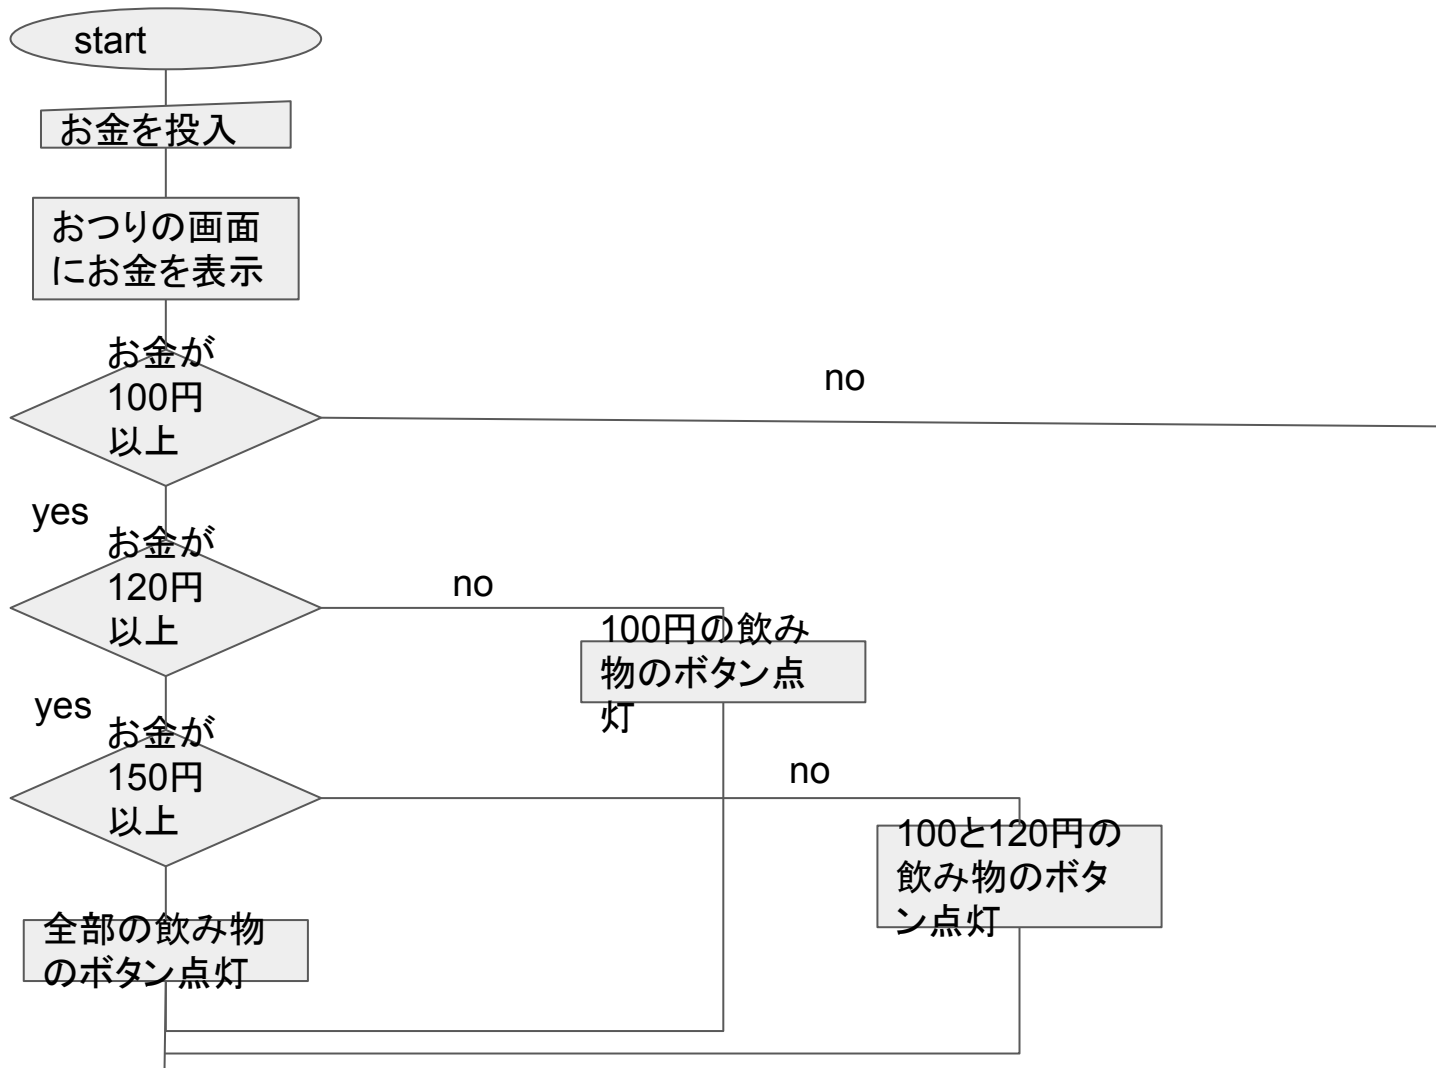 start
お金を投入
おつりの画面
にお金を表示
お金が
100円
以上
no
yes
お金が
120円
以上
no
100円の飲み
物のボタン点
灯
yes
お金が
150円
以上
no
100と120円の
飲み物のボタ
ン点灯
全部の飲み物
のボタン点灯